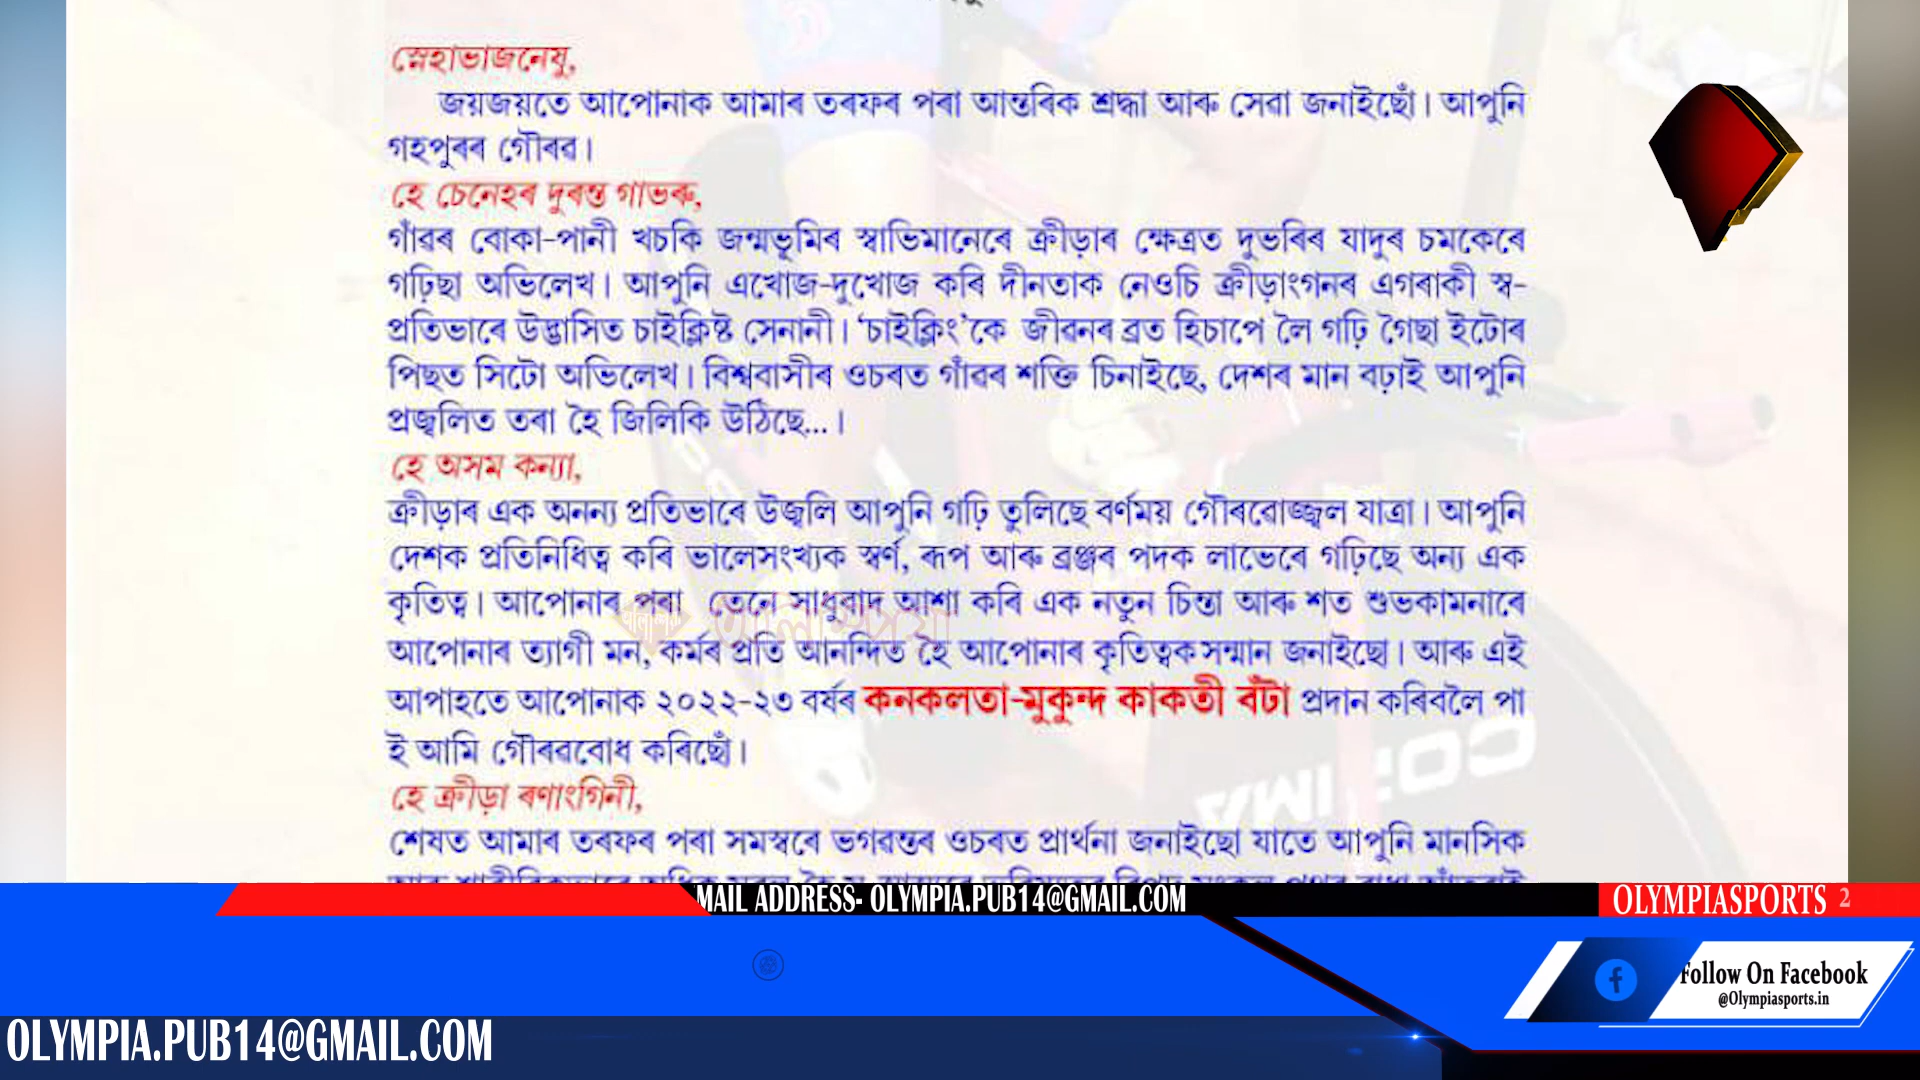 স্নেহাভাজনেষু,
জয়জয়তে আপোনাক আমাৰ তৰফৰ পৰা আন্তৰিক শ্ৰদ্ধা আৰু সেৱা জনাইছোঁ। আপুনি
গহপুৰৰ গৌৰৱ।
হে চেনেহৰ দুৰন্ত গাভৰু,
গাঁৱৰ বোকা-পানী খচকি জন্মভূমিৰ স্বাভিমানেৰে ক্ৰীড়াৰ ক্ষেত্ৰত দুভৰিৰ যাদুৰ চমকেৰে
গঢ়িছা অভিলেখ। আপুনি এখোজ-দুখোজ কৰি দীনতাক নেওচি ক্ৰীড়াংগনৰ এগৰাকী স্ব-
প্ৰতিভাৰে উদ্ভাসিত চাইক্লিষ্ট সেনানী। ‘চাইক্লিং’কে জীৱনৰ ব্ৰত হিচাপে লৈ গঢ়ি গৈছা ইটোৰ
পিছত সিটো অভিলেখ। বিশ্ববাসীৰ ওচৰত গাঁৱৰ শক্তি চিনাইছে, দেশৰ মান বঢ়াই আপুনি
প্ৰজ্বলিত তৰা হৈ জিলিকি উঠিছে...।
হে অসম কন্যা,
ক্ৰীড়াৰ এক অনন্য প্ৰতিভাৰে উজ্বলি আপুনি গঢ়ি তুলিছে বৰ্ণময় গৌৰৱোজ্জ্বল যাত্ৰা। আপুনি
দেশক প্ৰতিনিধিত্ব কৰি ভালেসংখ্যক স্বৰ্ণ, ৰূপ আৰু ব্ৰঞ্জৰ পদক লাভেৰে গঢ়িছে অন্য এক
কৃতিত্ব। আপোনাৰ পৰা তেনে সাধুবাদ আশা কৰি এক নতুন চিন্তা আৰু শত শুভকামনাৰে
আপোনাৰ ত্যাগী মন, কৰ্মৰ প্ৰতি আনন্দিত হৈ আপোনাৰ কৃতিত্বক সন্মান জনাইছো। আৰু এই
আপাহতে আপোনাক ২০২২-২৩ বৰ্ষৰ কনকলতা-মুকুন্দ কাকতী বঁটা প্ৰদান কৰিবলৈ পা
ই আমি গৌৰৱবোধ কৰিছোঁ।
হে ক্ৰীড়া ৰণাংগিনী,
শেষত আমাৰ তৰফৰ পৰা সমস্বৰে ভগৱন্তৰ ওচৰত প্ৰাৰ্থনা জনাইছো যাতে আপুনি মানসিক
MAIL ADDRESS- OLYMPIA.PUB14@GMAIL.COM
OLYMPIASPORTS 2
Follow On Facebook
@Olympiasports.in
OLYMPIA.PUB14@GMAIL.COM